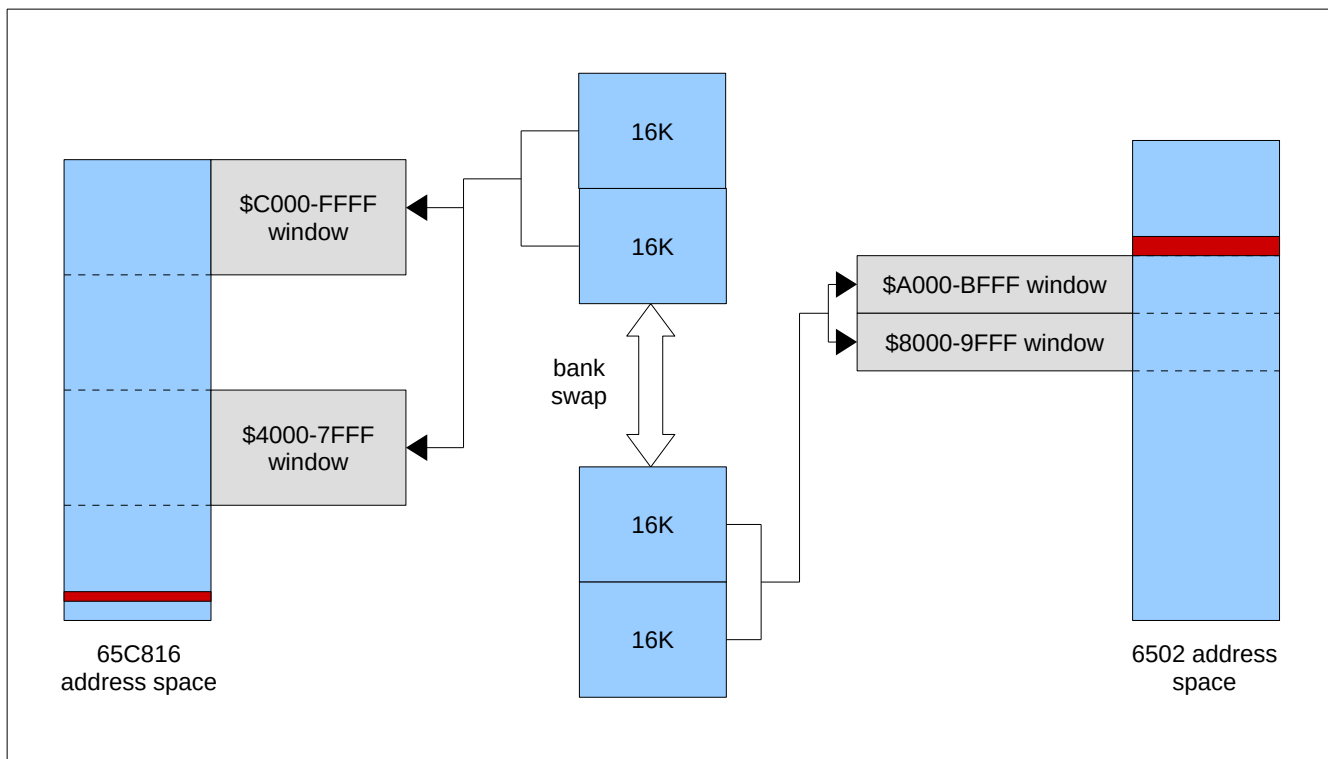 16K
$C000-FFFF
window
16K
$A000-BFFF window
$8000-9FFF window
bank
swap
$4000-7FFF
window
16K
16K
65C816
address space
6502 address
space